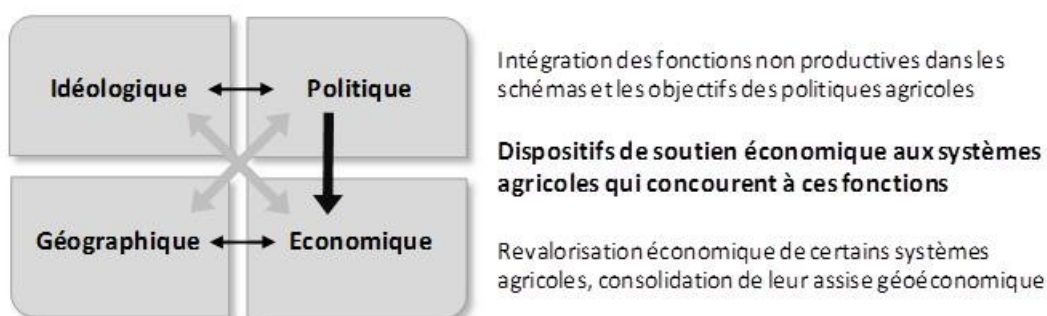 Idéologique
Politique
Géographique
Economique
Intégration des fonctions non productives dans les
schémas et les objectifs des politiques agricoles
Dispositifs de soutien économique aux systèmes
agricoles qui concourent à ces fonctions
Revalorisation économique de certains systèmes
agricoles, consolidation de leur assise géoéconomique